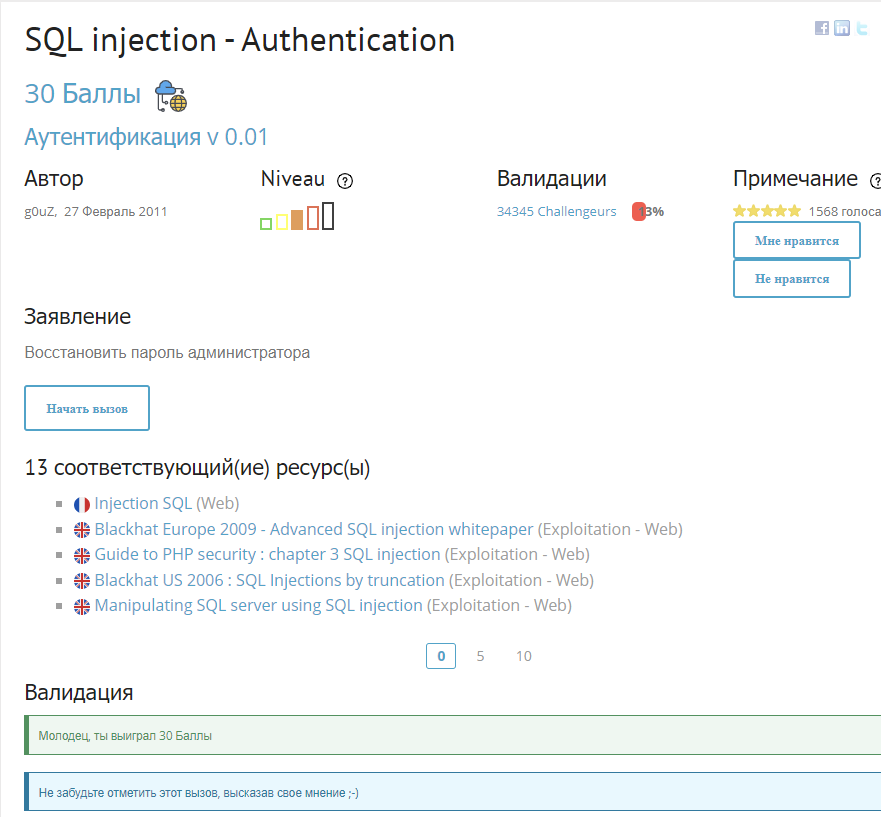 SQL injection - Authentication
30 Баллы
Аутентификация v 0.01
Автор Niveau ? Валидации Примечание ?
g0uZ, 27 Февраль 2011 34345 Challengeurs 13% 1568 голоса
Мне нравится
Не нравится
Заявление
Восстановить пароль администратора
Начать вызов
13 соответствующий(ие) ресурс(ы)
Injection SQL (Web)
Blackhat Europe 2009 - Advanced SQL injection whitepaper (Exploitation - Web)
Guide to PHP security : chapter 3 SQL injection (Exploitation - Web)
Blackhat US 2006 : SQL Injections by truncation (Exploitation - Web)
Manipulating SQL server using SQL injection (Exploitation - Web)
0 5 10
Валидация
Молодец, ты выиграл 30 Баллы
Не забудьте отметить этот вызов, высказав свое мнение ;-)